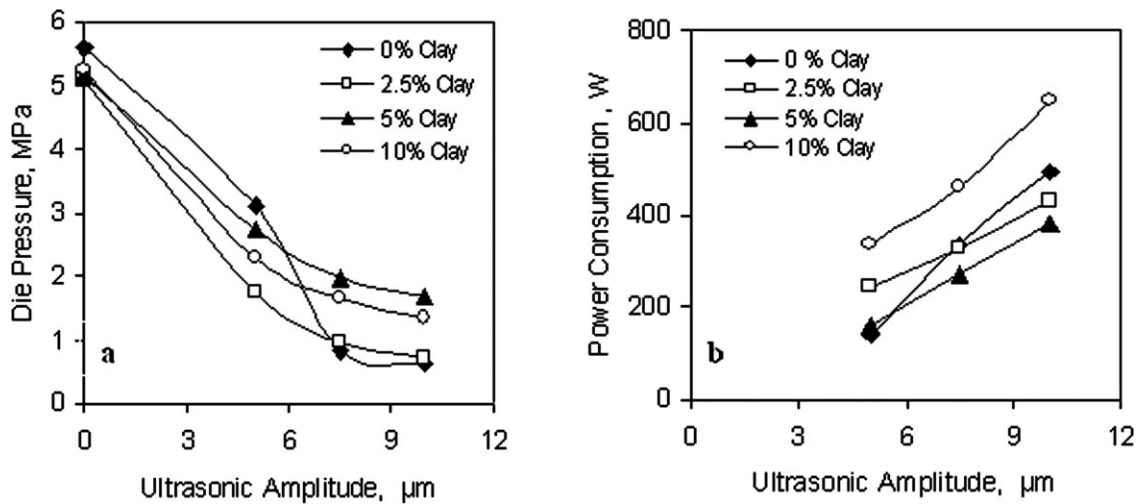 Die Pressure, MPa
6
5
4
3
2
1
0
0% Clay
2.5% Clay
5% Clay
10% Clay
a
0 3 6 9 12
Ultrasonic Amplitude, µm
Power Consumption, W
800
600
400
200
0
0 % Clay
2.5% Clay
5% Clay
10% Clay
b
0 3 6 9 12
Ultrasonic Amplitude, µm